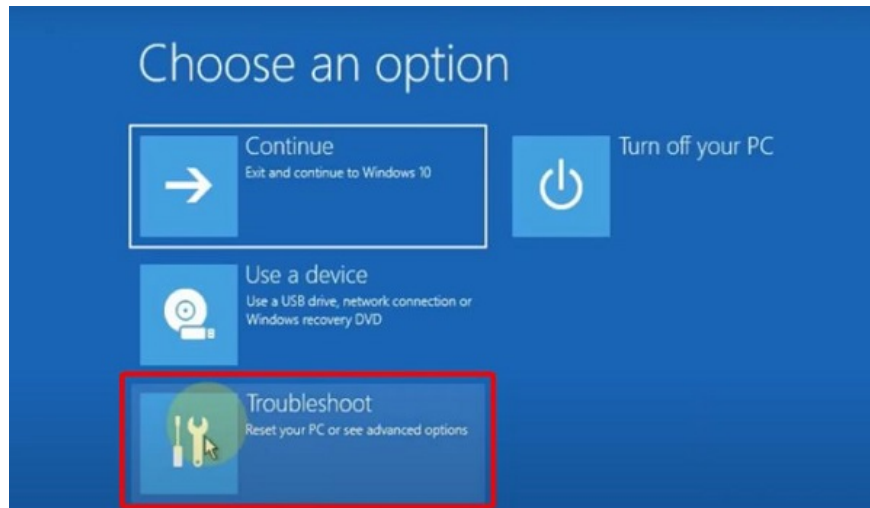 Choose an option
Continue
Exit and continue to Windows 10
Turn off your PC
Use a device
Use a USB drive, network connection or
Windows recovery DVD
Troubleshoot
Reset your PC or see advanced options